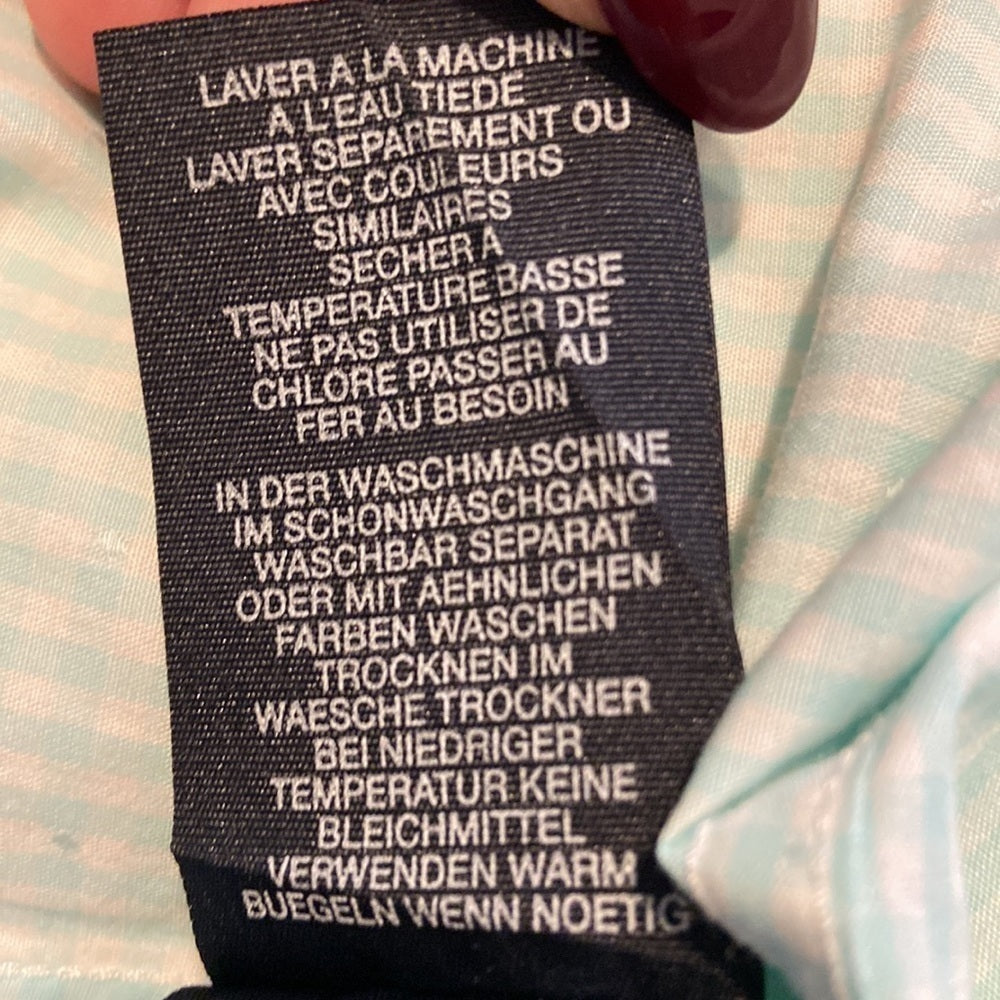 LAVER A LA MACHINE
A L'EAU TIEDE
LAVER SEPAREMENT OU
AVEC COULEURS
SIMILAIRES
SECHER A
TEMPERATURE BASSE
NE PAS UTILISER DE
CHLORE PASSER AU
FER AU BESOIN
IN DER WASCHMASCHINE
IM SCHONWASCHGANG
WASCHBAR SEPARAT
ODER MIT AEHNLICHEN
FARBEN WASCHEN
TROCKNEN IM
WAESCHE TROCKNER
BEI NIEDRIGER
TEMPERATUR KEINE
BLEICHMITTEL
VERWENDEN WARM
BUEGELN WENN NOETIG